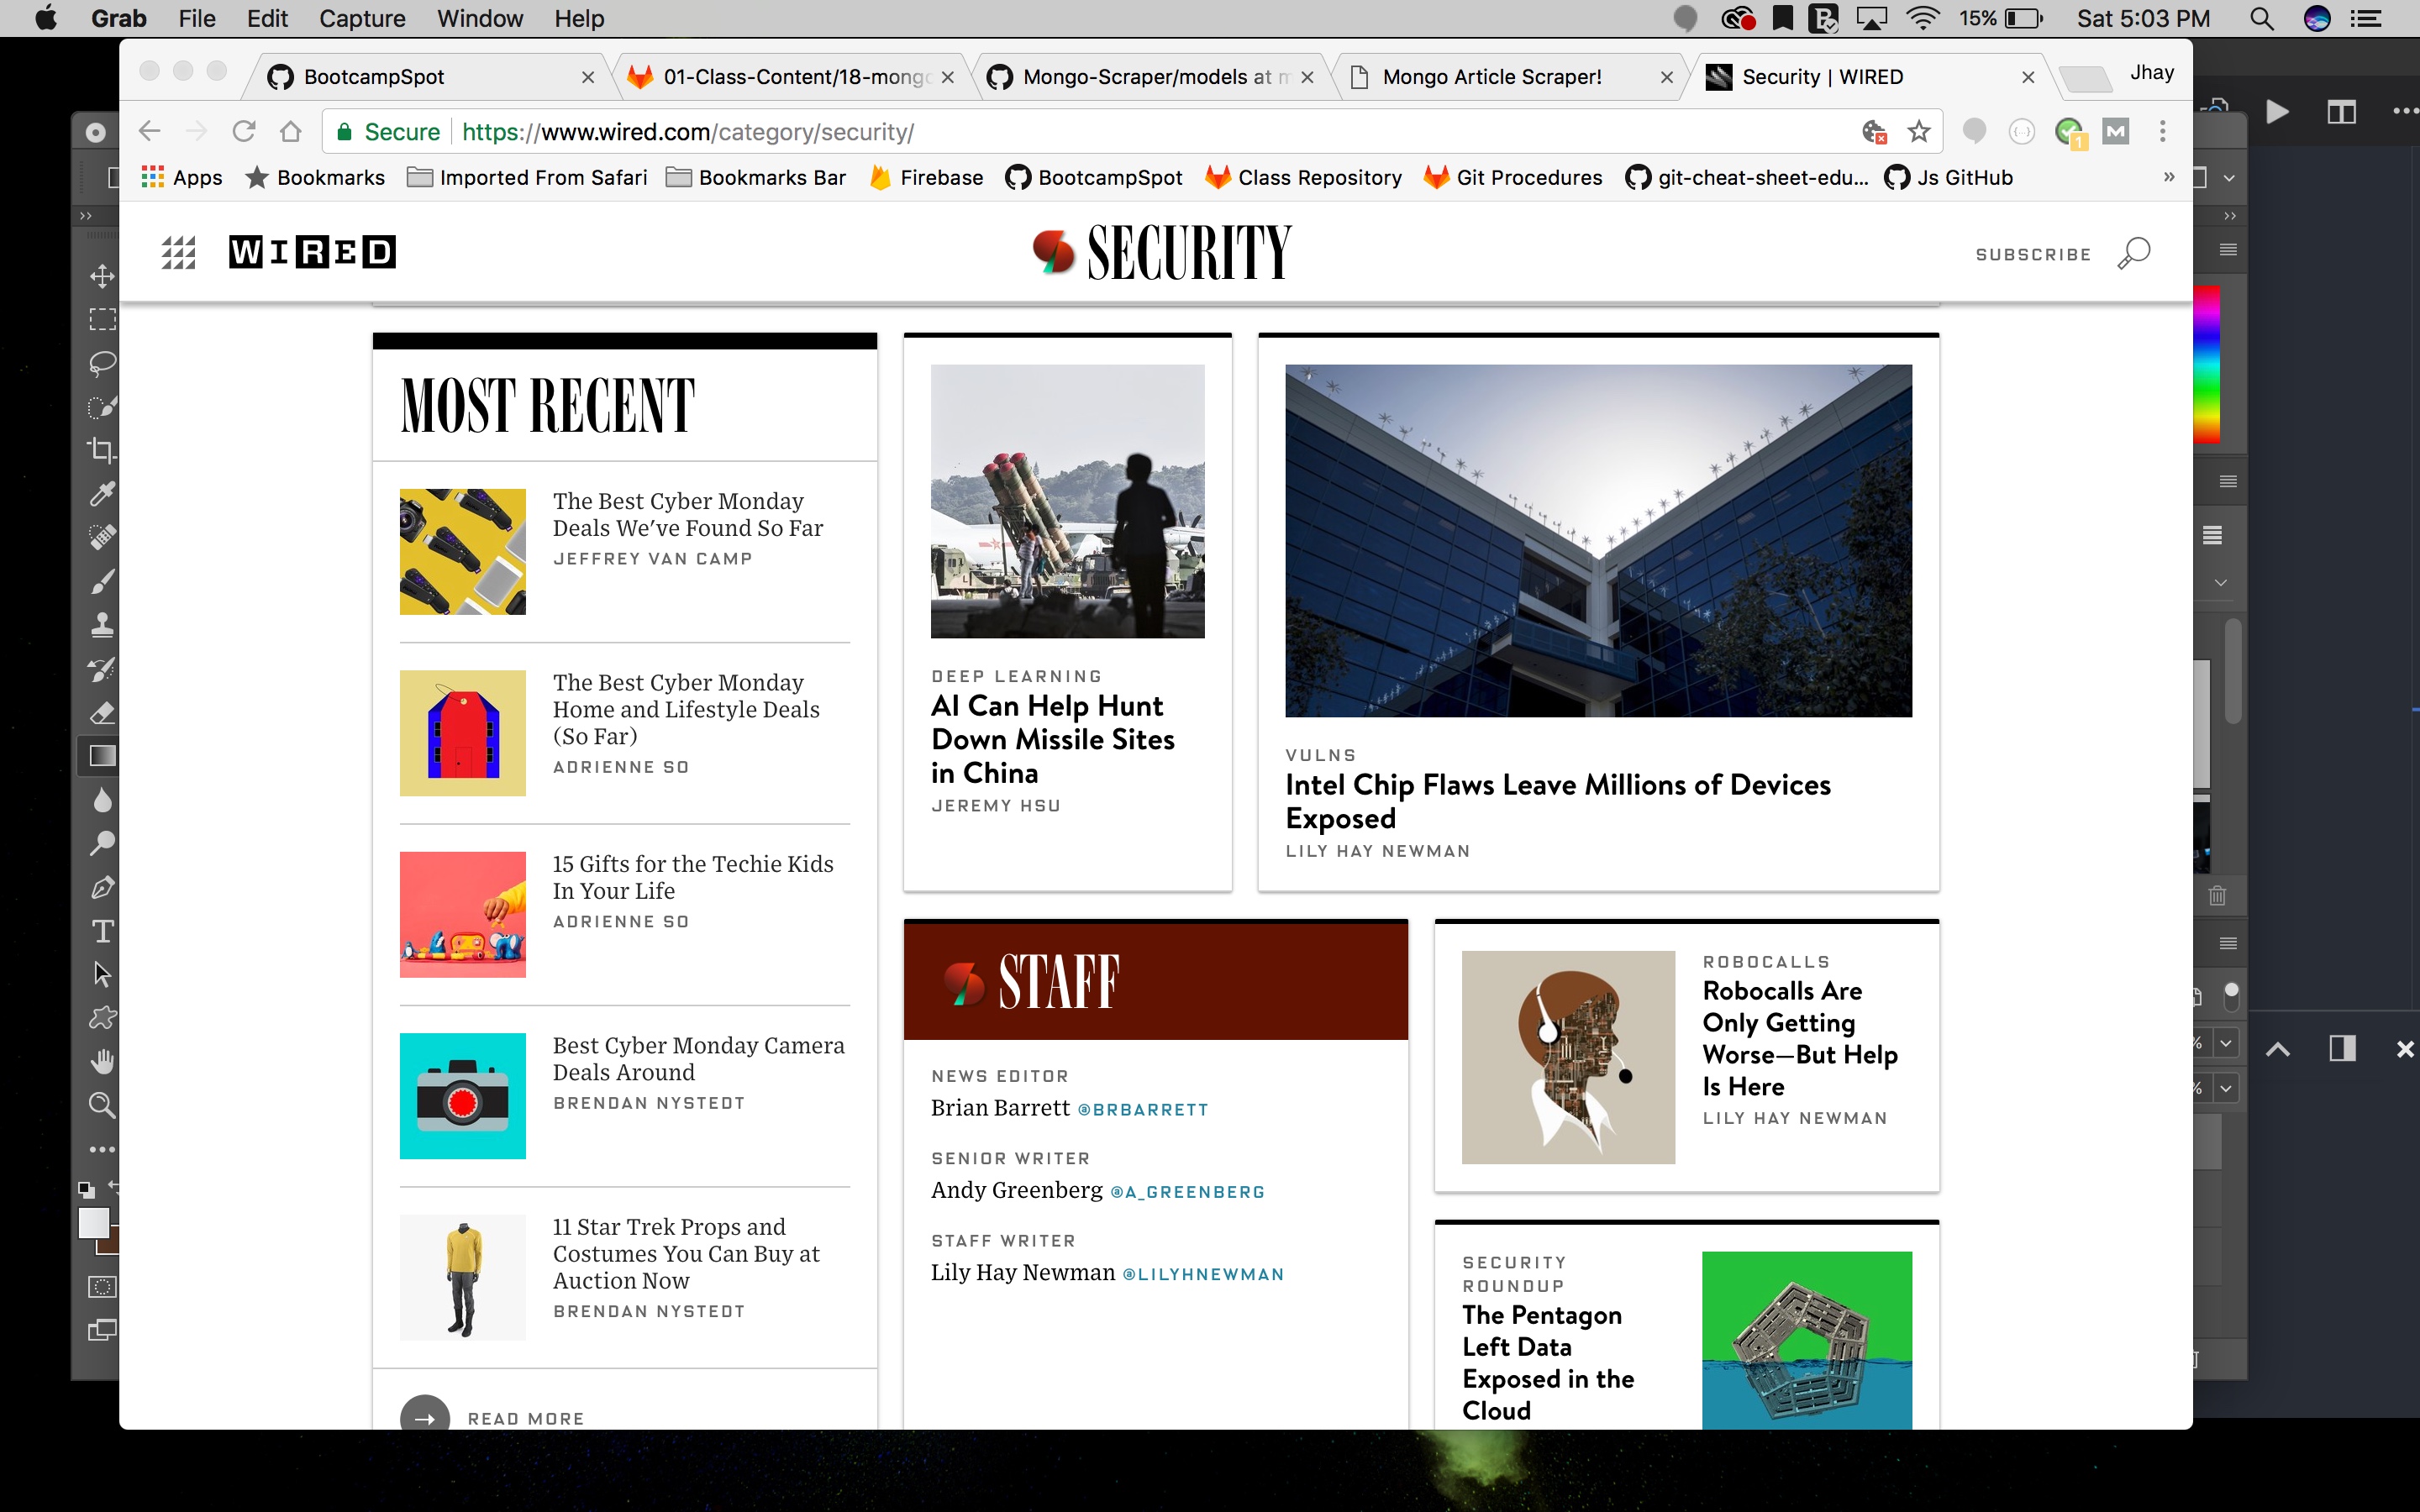 Grab File Edit Capture Window Help
15% Sat 5:03 PM
BootcampSpot
01-Class-Content/18-mong
Mongo-Scraper/models at m
Mongo Article Scraper!
Security | WIRED
Jhay
Secure https://www.wired.com/category/security/
1
Apps Bookmarks Imported From Safari Bookmarks Bar Firebase BootcampSpot Class Repository Git Procedures git-cheat-sheet-edu... Js GitHub »
WIRED
SECURITY
SUBSCRIBE
MOST RECENT
The Best Cyber Monday
Deals We've Found So Far
JEFFREY VAN CAMP
The Best Cyber Monday
Home and Lifestyle Deals
(So Far)
ADRIENNE SO
15 Gifts for the Techie Kids
In Your Life
ADRIENNE SO
Best Cyber Monday Camera
Deals Around
BRENDAN NYSTEDT
11 Star Trek Props and
Costumes You Can Buy at
Auction Now
BRENDAN NYSTEDT
READ MORE
DEEP LEARNING
AI Can Help Hunt
Down Missile Sites
in China
JEREMY HSU
VULNS
Intel Chip Flaws Leave Millions of Devices
Exposed
LILY HAY NEWMAN
STAFF
NEWS EDITOR
Brian Barrett @BRBARRETT
SENIOR WRITER
Andy Greenberg @A_GREENBERG
STAFF WRITER
Lily Hay Newman @LILYHNEWMAN
ROBOCALLS
Robocalls Are
Only Getting
Worse—But Help
Is Here
LILY HAY NEWMAN
SECURITY
ROUNDUP
The Pentagon
Left Data
Exposed in the
Cloud
%
%